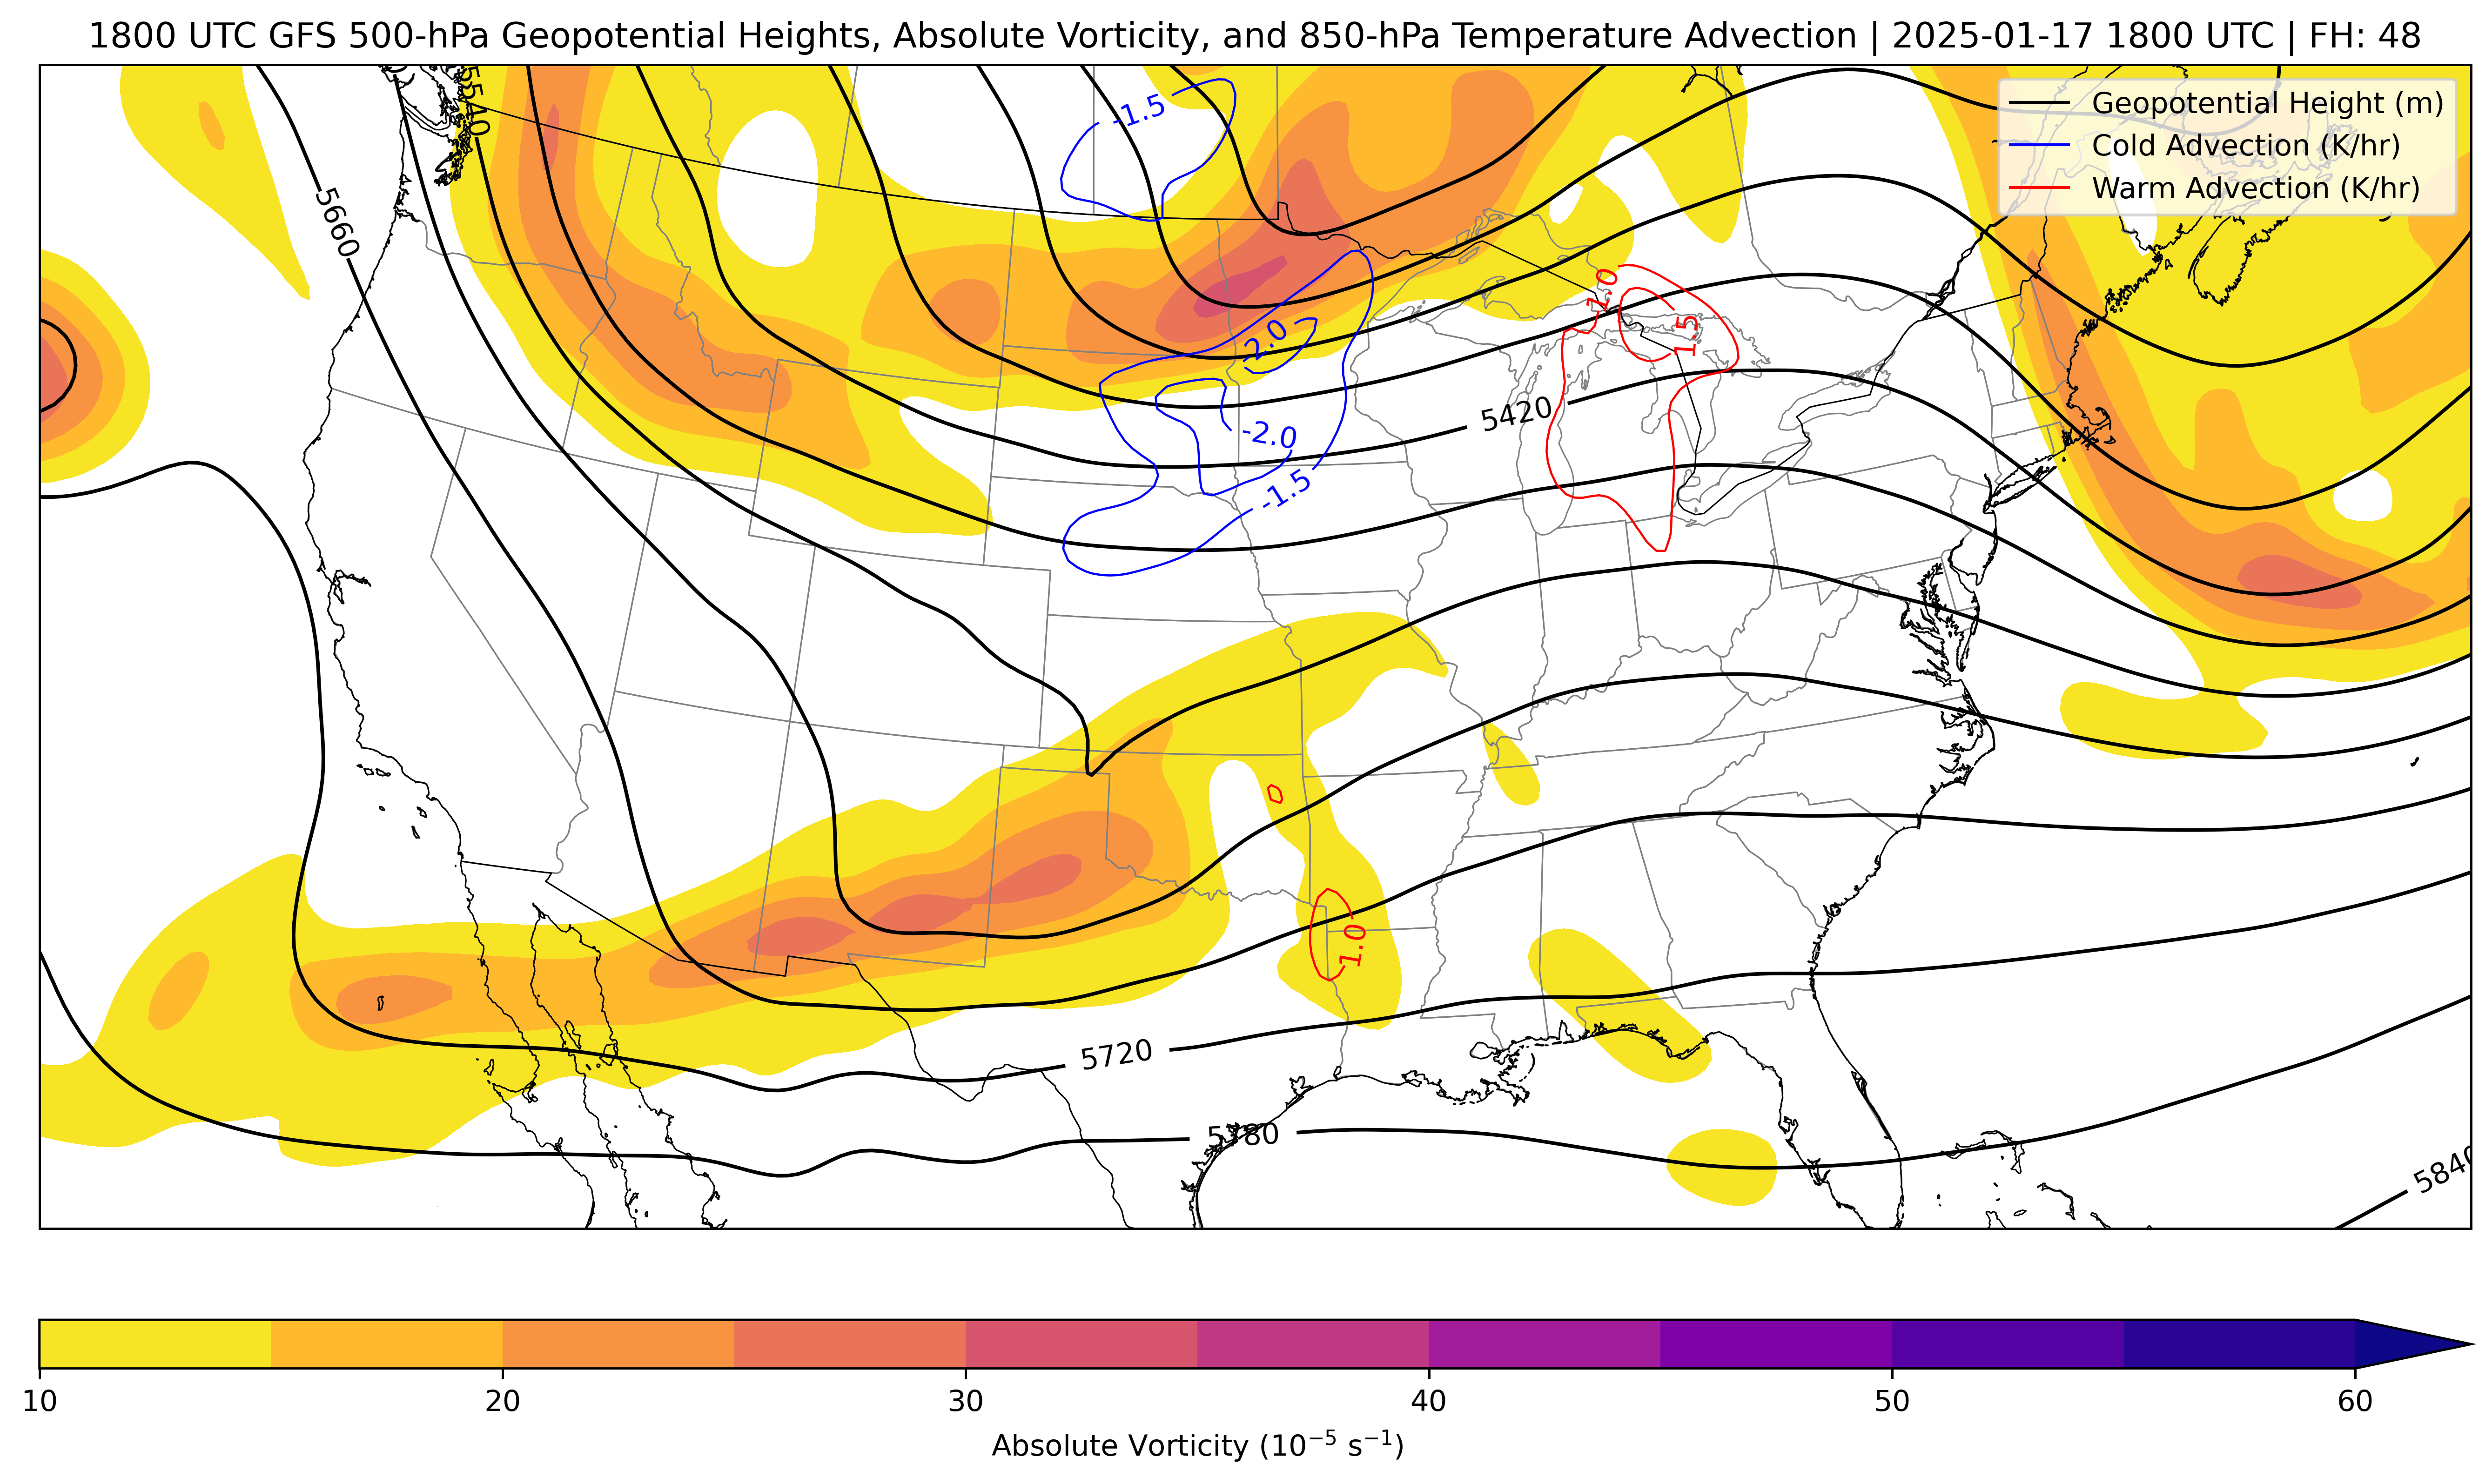 1800 UTC GFS 500-hPa Geopotential Heights, Absolute Vorticity, and 850-hPa Temperature Advection | 2025-01-17 1800 UTC | FH: 48
Geopotential Height (m)
Cold Advection (K/hr)
Warm Advection (K/hr)
-1.5
5660
1.0
1.5
-2.0
5420
-2.0
-1.5
1.0
5720
5780
5840
10 20 30 40 50 60
Absolute Vorticity (10⁻⁵ s⁻¹)